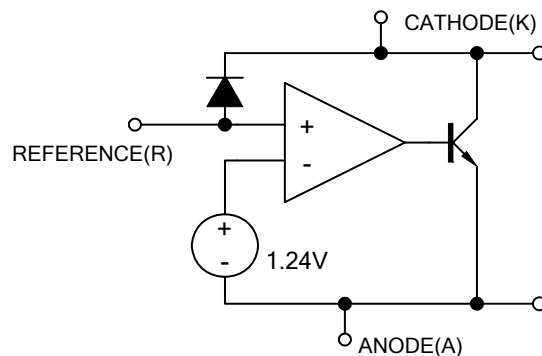 CATHODE(K)
REFERENCE(R)
+
-
+
-
1.24V
ANODE(A)